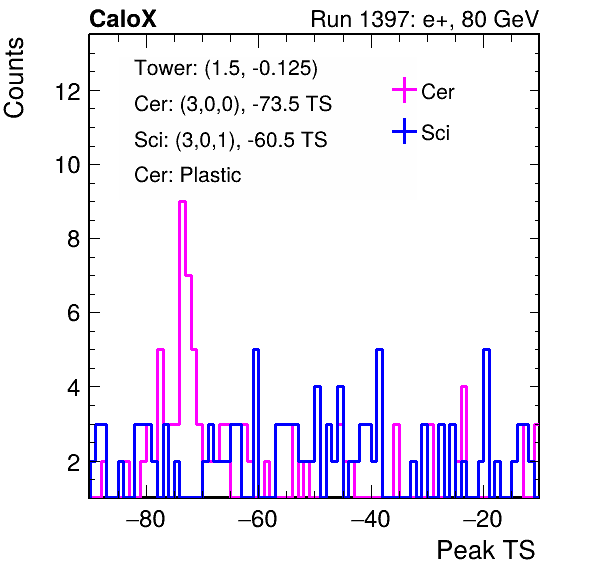 CaloX Run 1397: e+, 80 GeV
Counts
Tower: (1.5, -0.125)
Cer: (3,0,0), -73.5 TS
Sci: (3,0,1), -60.5 TS
Cer: Plastic
Cer
Sci
12
10
8
6
4
2
−80 −60 −40 −20
Peak TS